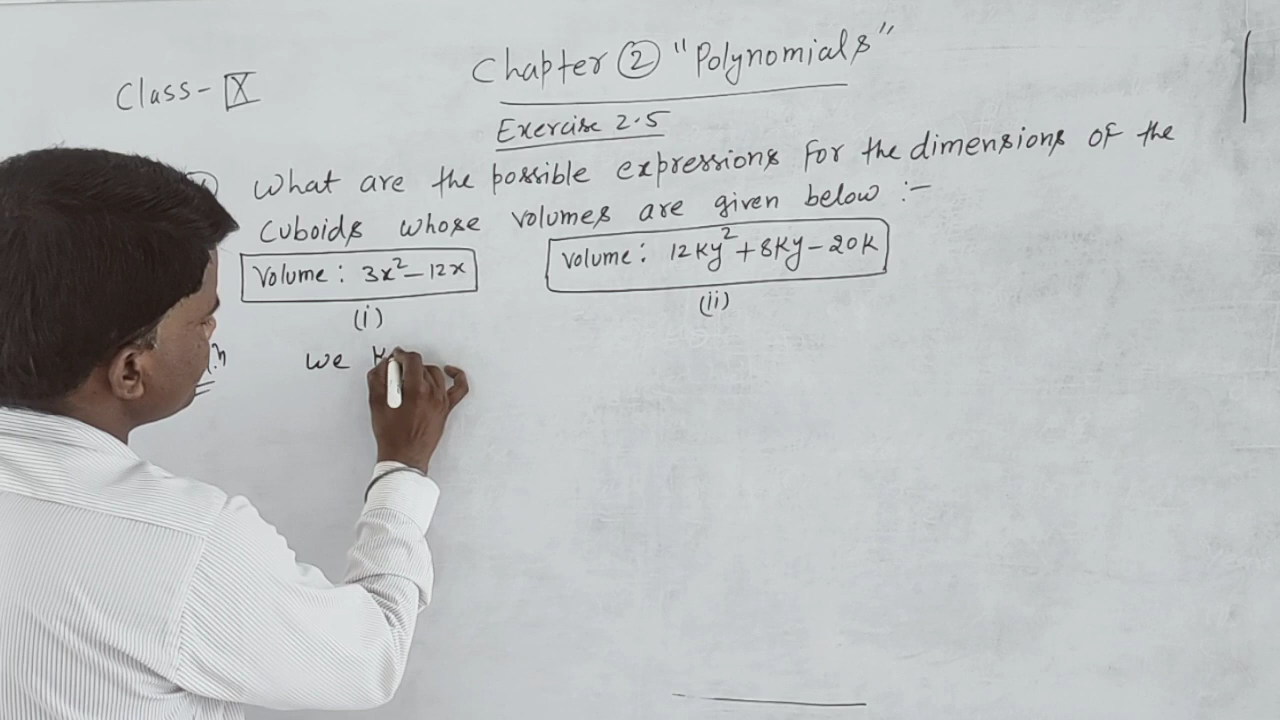 Chapter ② "Polynomials"
Class - X
Exercise 2.5
What are the possible expressions for the dimensions of the
Cuboids whose volumes are given below :-
Volume : 3x² - 12x
Volume : 12Ky² + 8Ky - 20K
(i)
(ii)
we